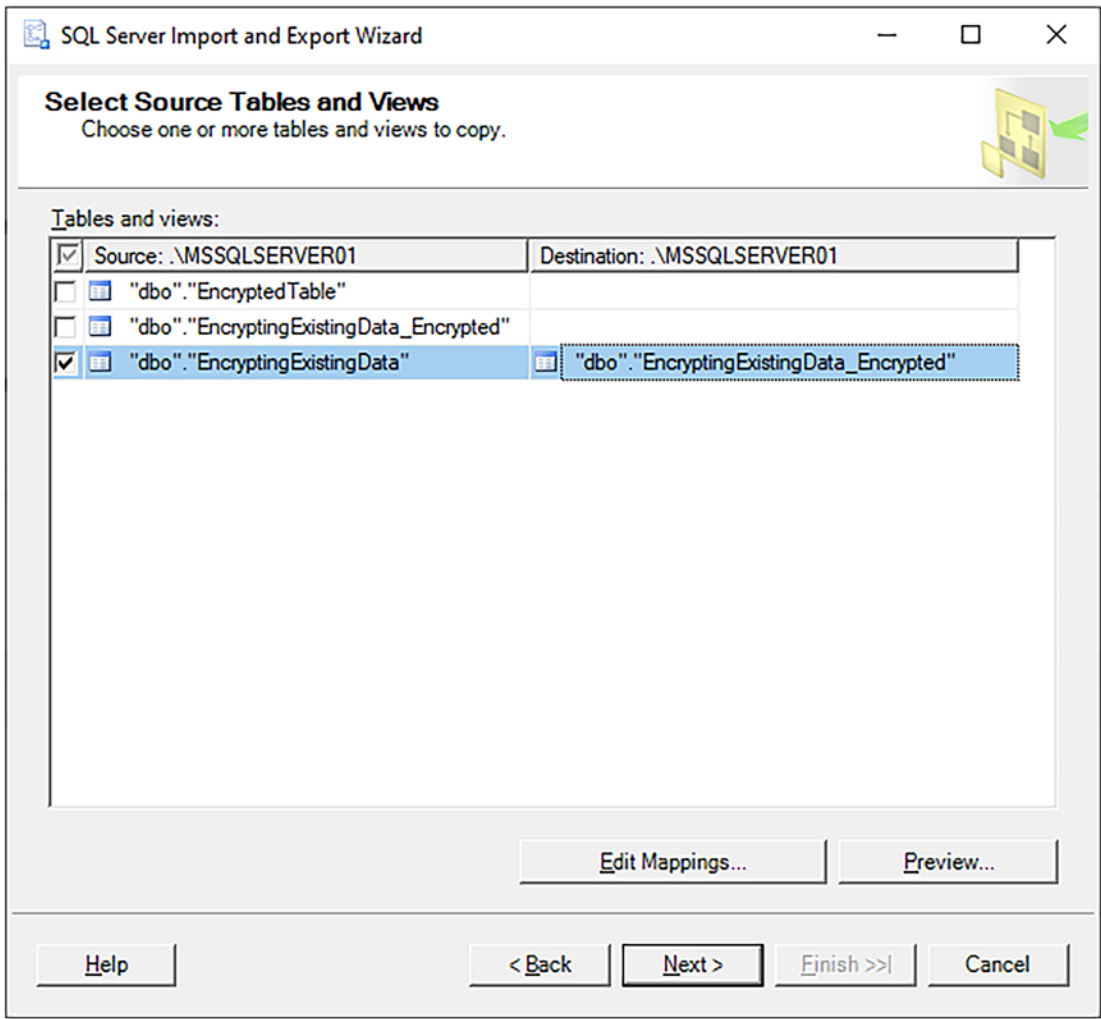 SQL Server Import and Export Wizard
Select Source Tables and Views
Choose one or more tables and views to copy.
Tables and views:
Source: .\MSSQLSERVER01 Destination: .\MSSQLSERVER01
"dbo"."EncryptedTable"
"dbo"."EncryptingExistingData_Encrypted"
"dbo"."EncryptingExistingData" "dbo"."EncryptingExistingData_Encrypted"
Edit Mappings... Preview...
Help < Back Next > Finish >>| Cancel